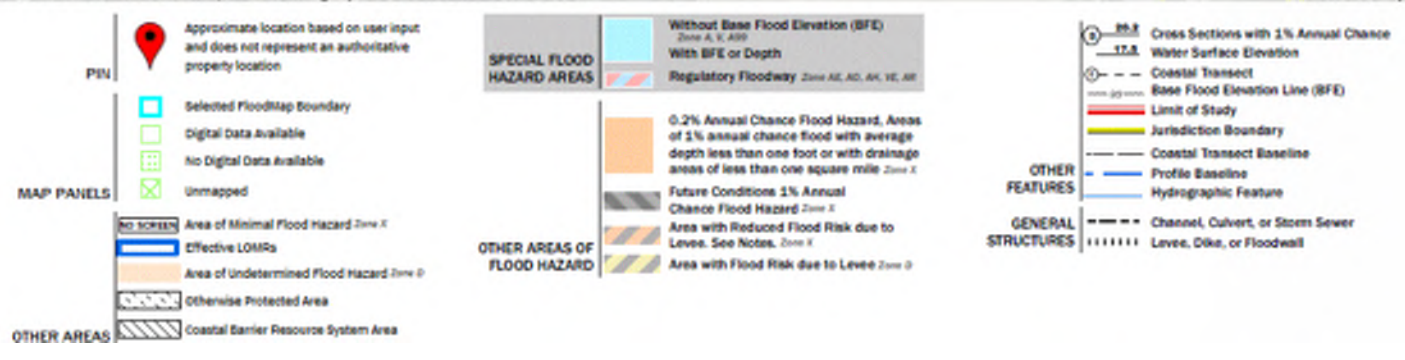 PIN
Approximate location based on user input
and does not represent an authoritative
property location
MAP PANELS
Selected FloodMap Boundary
Digital Data Available
No Digital Data Available
Unmapped
OTHER AREAS
NO SCREEN Area of Minimal Flood Hazard Zone X
Effective LOMRs
Area of Undetermined Flood Hazard Zone D
Otherwise Protected Area
Coastal Barrier Resource System Area
SPECIAL FLOOD
HAZARD AREAS
Without Base Flood Elevation (BFE)
Zone A, V, A99
With BFE or Depth
Regulatory Floodway Zone AE, AO, AH, VE, AR
OTHER AREAS OF
FLOOD HAZARD
0.2% Annual Chance Flood Hazard, Areas
of 1% annual chance flood with average
depth less than one foot or with drainage
areas of less than one square mile Zone X
Future Conditions 1% Annual
Chance Flood Hazard Zone X
Area with Reduced Flood Risk due to
Levee. See Notes. Zone X
Area with Flood Risk due to Levee Zone D
OTHER
FEATURES
20.2
Cross Sections with 1% Annual Chance
17.5
Water Surface Elevation
Coastal Transect
Base Flood Elevation Line (BFE)
Limit of Study
Jurisdiction Boundary
Coastal Transect Baseline
Profile Baseline
Hydrographic Feature
GENERAL
STRUCTURES
Channel, Culvert, or Storm Sewer
Levee, Dike, or Floodwall